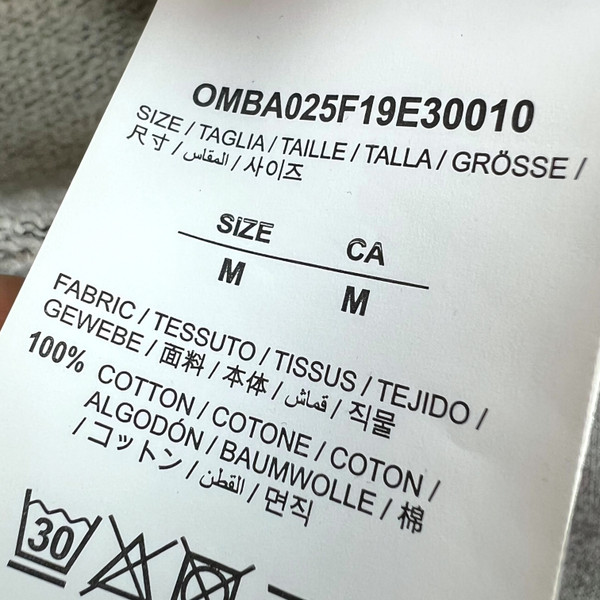 OMBA025F19E30010
SIZE / TAGLIA / TAILLE / TALLA / GRÖSSE /
尺寸 / المقاس / 사이즈
SIZE CA
M M
FABRIC / TESSUTO / TISSUS / TEJIDO /
GEWEBE / 面料 / 本体 / قماش / 직물
100% COTTON / COTONE / COTON /
ALGODÓN / BAUMWOLLE / 棉
/ コットン / القطن / 면직
30